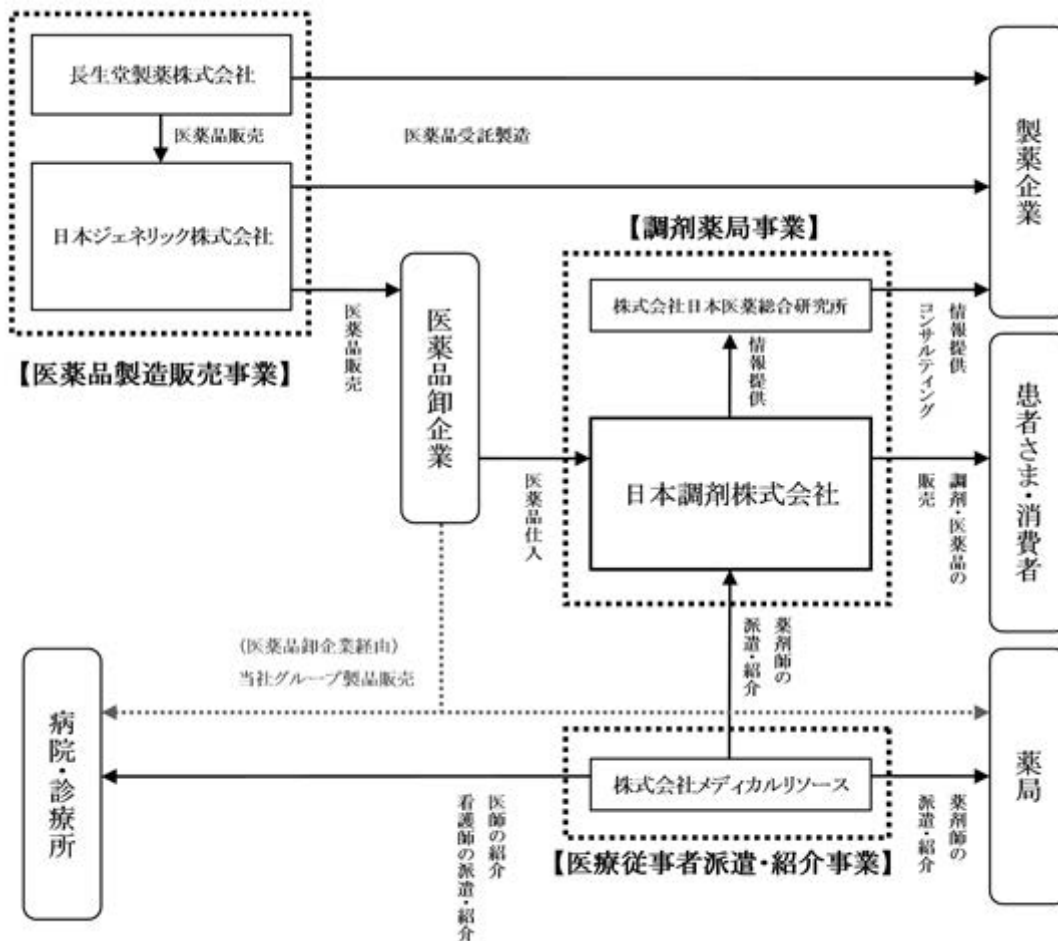 長生堂製薬株式会社
医薬品販売
医薬品受託製造
日本ジェネリック株式会社
【医薬品製造販売事業】
医薬品販売
医薬品卸企業
製薬企業
【調剤薬局事業】
株式会社日本医薬総合研究所
情報提供
情報提供
コンサルティング
日本調剤株式会社
医薬品仕入
調剤・医薬品の
販売
患者さま・消費者
(医薬品卸企業経由)
当社グループ製品販売
薬剤師の
派遣・紹介
病院・診療所
株式会社メディカルリソース
医師の紹介
看護師の派遣・紹介
薬剤師の
派遣・紹介
薬局
【医療従事者派遣・紹介事業】